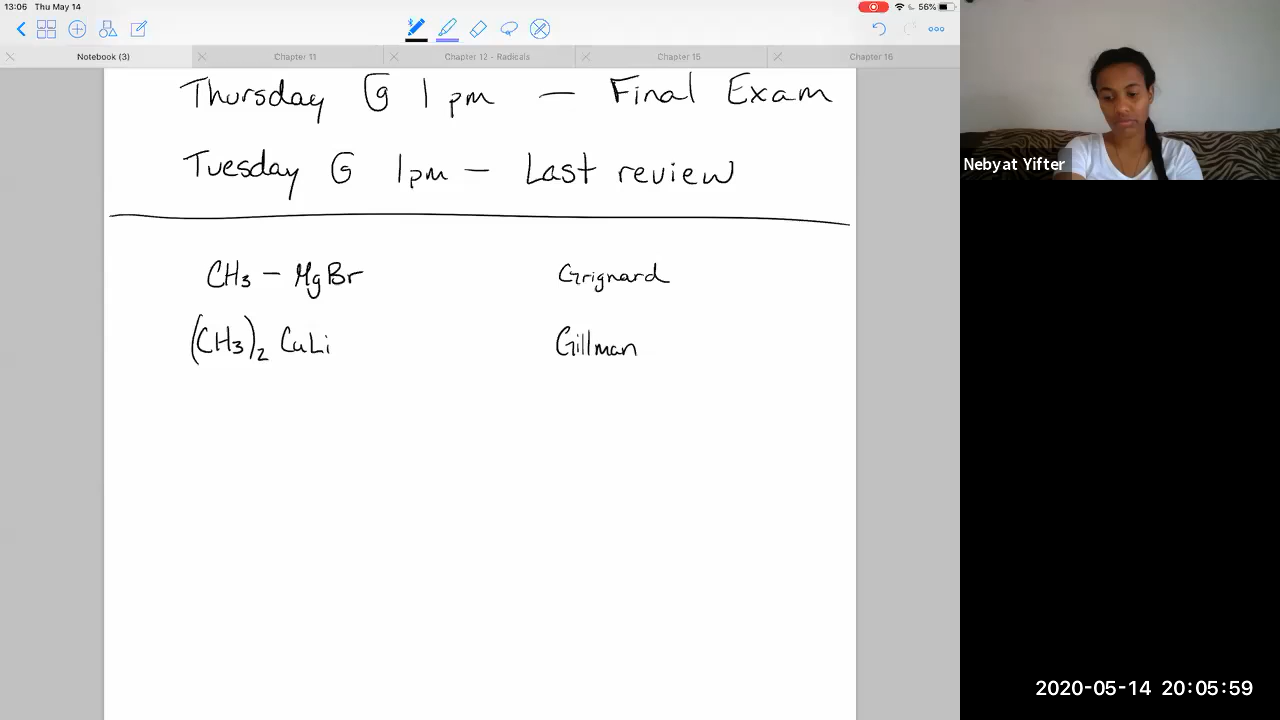 13:06 Thu May 14
56%
Notebook (3)
Chapter 11
Chapter 12 - Radicals
Chapter 15
Chapter 16
Thursday @ 1 pm — Final Exam
Tuesday @ 1pm — Last review
CH3 — MgBr Grignard
(CH3)2 CuLi Gillman
Nebyat Yifter
2020-05-14 20:05:59